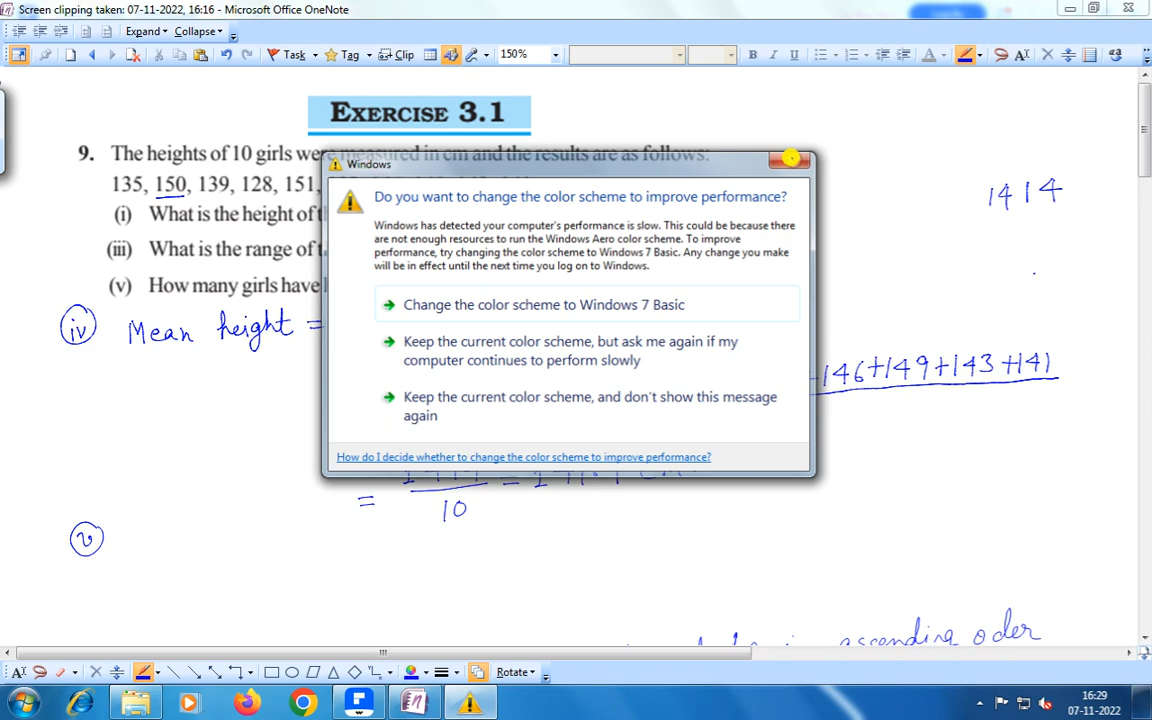 Screen clipping taken: 07-11-2022, 16:16 - Microsoft Office OneNote
Expand Collapse
Task Tag Clip 150% B I U
EXERCISE 3.1
9. The heights of 10 girls were measured in cm and the results are as follows:
135, 150, 139, 128, 151,
(i) What is the height of t
(iii) What is the range of t
(v) How many girls have
1414
iv Mean height =
146+149+143+141
= 10
v
ascending oder
Windows
Do you want to change the color scheme to improve performance?
Windows has detected your computer's performance is slow. This could be because there
are not enough resources to run the Windows Aero color scheme. To improve
performance, try changing the color scheme to Windows 7 Basic. Any change you make
will be in effect until the next time you log on to Windows.
Change the color scheme to Windows 7 Basic
Keep the current color scheme, but ask me again if my
computer continues to perform slowly
Keep the current color scheme, and don't show this message
again
How do I decide whether to change the color scheme to improve performance?
Rotate
16:29
07-11-2022